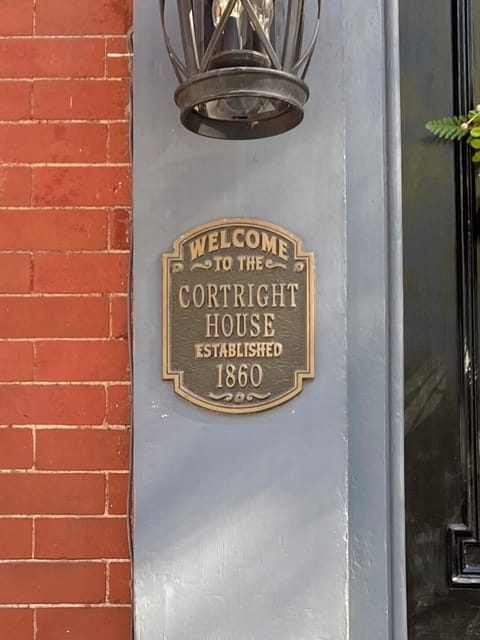 WELCOME
TO THE
CORTRIGHT
HOUSE
ESTABLISHED
1860